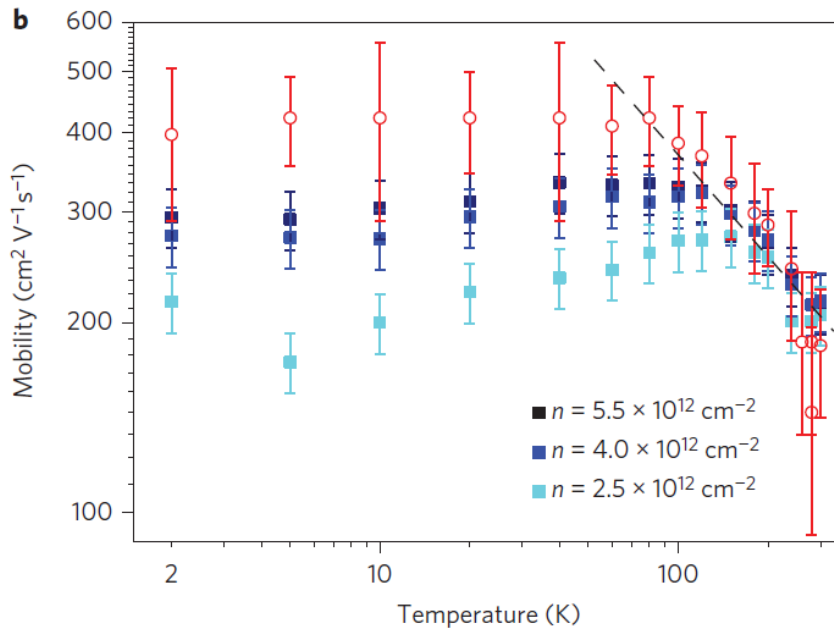 b
600
500
400
300
200
100
Mobility (cm² V⁻¹ s⁻¹)
n = 5.5 × 10¹² cm⁻²
n = 4.0 × 10¹² cm⁻²
n = 2.5 × 10¹² cm⁻²
2 10 100
Temperature (K)